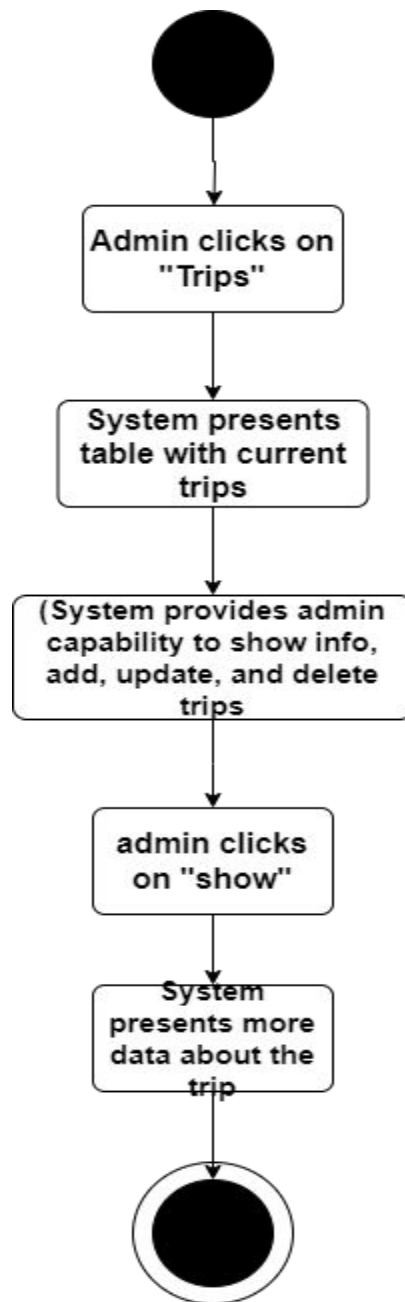 Admin clicks on
"Trips"
System presents
table with current
trips
(System provides admin
capability to show info,
add, update, and delete
trips
admin clicks
on "show"
System
presents more
data about the
trip